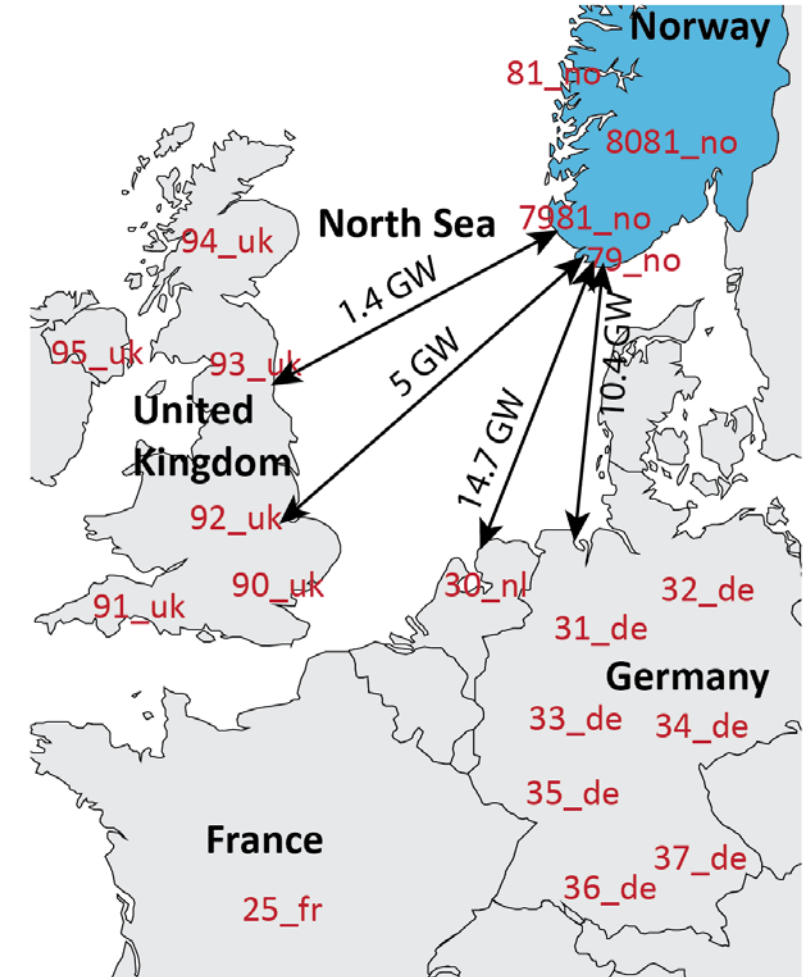 Norway
81_no
8081_no
7981_no
North Sea
94_uk
79_no
1.4 GW
10.4 GW
95_uk
93_uk
5 GW
United
Kingdom
14.7 GW
92_uk
90_uk
30_nl
32_de
91_uk
31_de
Germany
33_de
34_de
35_de
France
37_de
36_de
25_fr